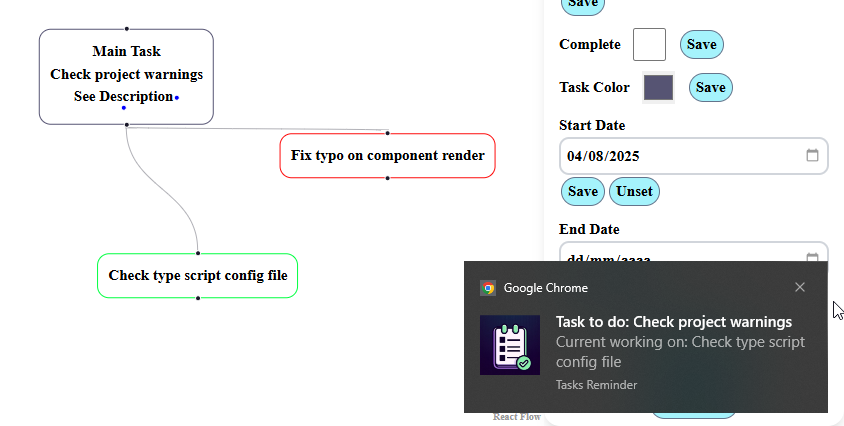 Save
Main Task
Check project warnings
See Description
Fix typo on component render
Check type script config file
Complete
Save
Task Color
Save
Start Date
04/08/2025
Save
Unset
End Date
dd/mm/aaaa
Google Chrome
Task to do: Check project warnings
Current working on: Check type script
config file
Tasks Reminder
React Flow